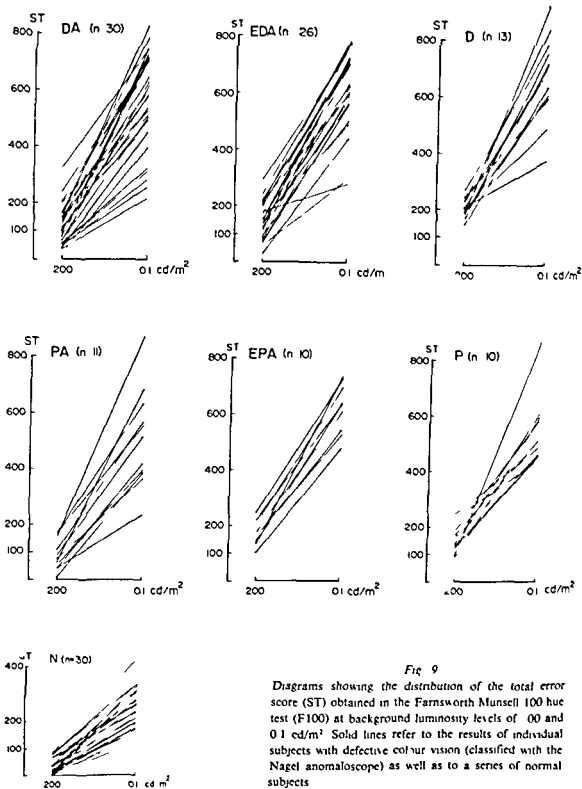 ST
DA (n 30)
800
600
400
200
100
200 01 cd/m²
ST
EDA (n 26)
800
600
400
200
100
200 01 cd/m
ST
D (n 13)
800
600
400
200
100
00 01 cd/m²
ST
PA (n 11)
800
600
400
200
100
200 01 cd/m²
ST
EPA (n 10)
800
600
400
200
100
200 01 cd/m²
ST
P (n 10)
800
600
400
200
100
00 01 cd/m²
T
N (n=30)
400
200
100
200 01 cd m²
Fig 9
Diagrams showing the distribution of the total error
score (ST) obtained in the Farnsworth Munsell 100 hue
test (F100) at background luminosity levels of 00 and
0 1 cd/m² Solid lines refer to the results of individual
subjects with defective colour vision (classified with the
Nagel anomaloscope) as well as to a series of normal
subjects